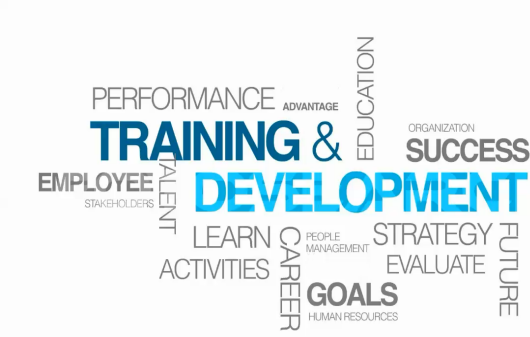 EDUCATION
PERFORMANCE
ADVANTAGE
TRAINING &
ORGANIZATION
SUCCESS
EMPLOYEE
TALENT
DEVELOPMENT
STAKEHOLDERS
LEARN
CAREER
PEOPLE
MANAGEMENT
STRATEGY
FUTURE
ACTIVITIES
EVALUATE
GOALS
HUMAN RESOURCES